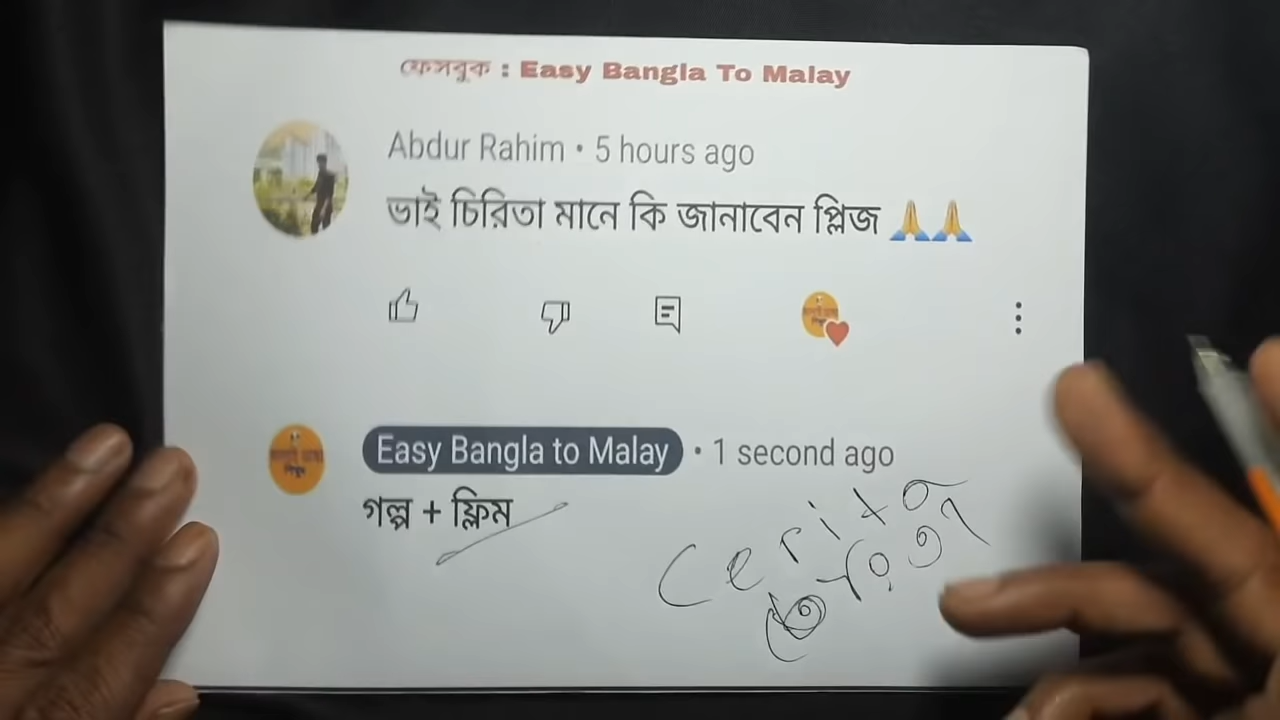 ফেসবুক : Easy Bangla To Malay
Abdur Rahim • 5 hours ago
ভাই চিরিতা মানে কি জানাবেন প্লিজ 🙏🙏
Easy Bangla to Malay • 1 second ago
গল্প + ফ্লিম
Cerita